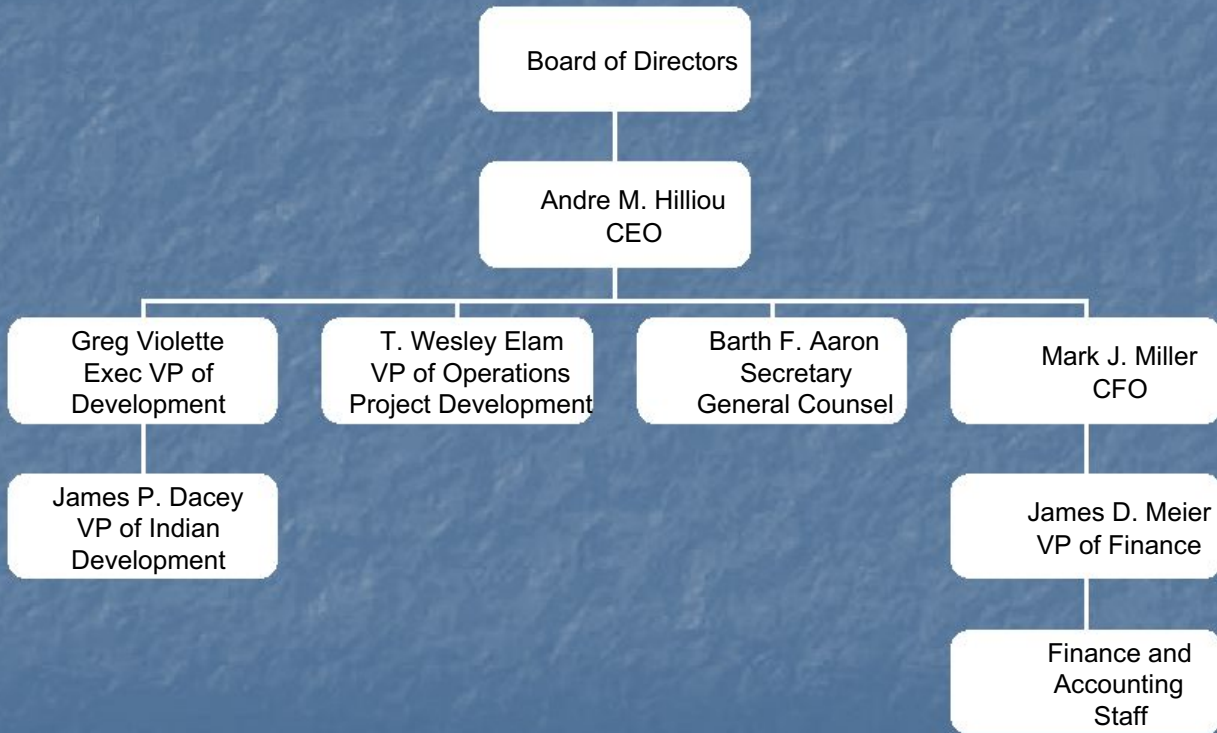 Board of Directors
Andre M. Hilliou
CEO
Greg Violette
Exec VP of
Development
T. Wesley Elam
VP of Operations
Project Development
Barth F. Aaron
Secretary
General Counsel
Mark J. Miller
CFO
James P. Dacey
VP of Indian
Development
James D. Meier
VP of Finance
Finance and
Accounting
Staff